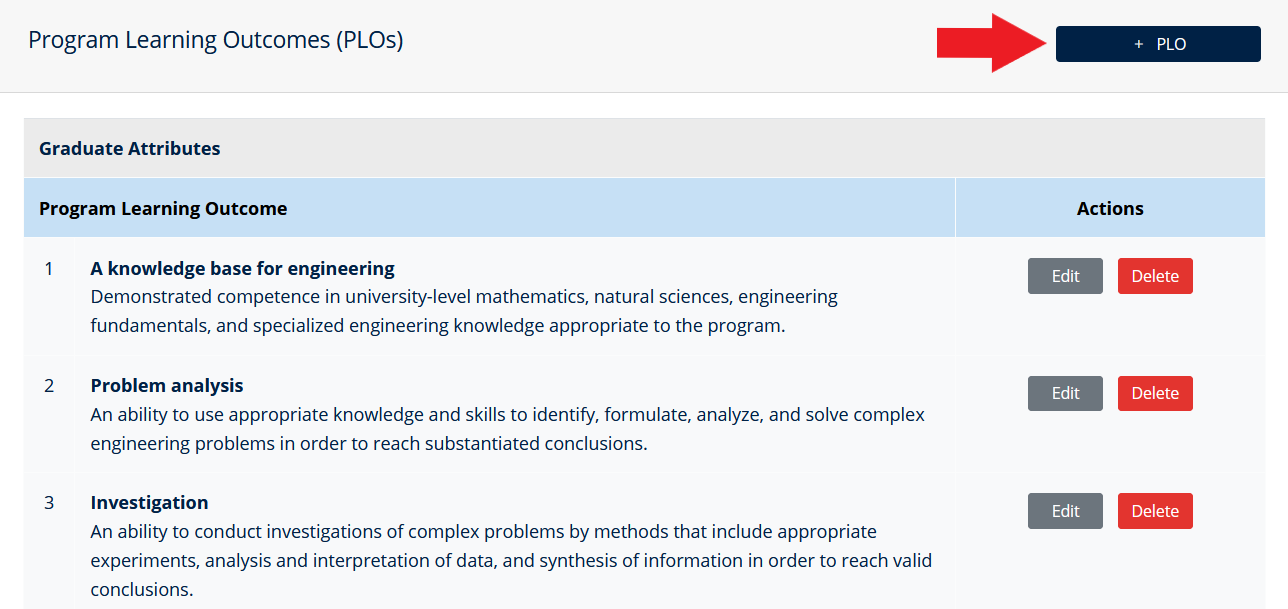 Program Learning Outcomes (PLOs)
+ PLO
Graduate Attributes
Program Learning Outcome
Actions
1
A knowledge base for engineering
Demonstrated competence in university-level mathematics, natural sciences, engineering
fundamentals, and specialized engineering knowledge appropriate to the program.
Edit
Delete
2
Problem analysis
An ability to use appropriate knowledge and skills to identify, formulate, analyze, and solve complex
engineering problems in order to reach substantiated conclusions.
Edit
Delete
3
Investigation
An ability to conduct investigations of complex problems by methods that include appropriate
experiments, analysis and interpretation of data, and synthesis of information in order to reach valid
conclusions.
Edit
Delete